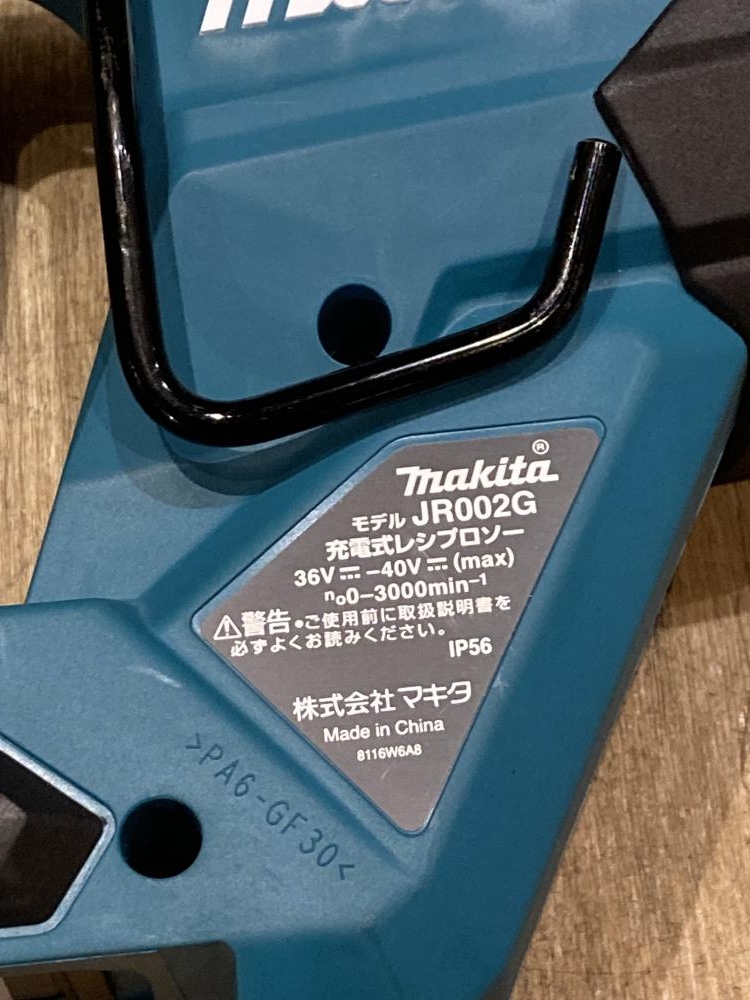 makita®
モデル JR002G
充電式レシプロソー
36V⎓-40V⎓(max)
n₀0-3000min⁻¹
⚠警告・ご使用前に取扱説明書を
必ずよくお読みください。
IP56
株式会社マキタ
Made in China
8116W6A8
>PA6-GF30<